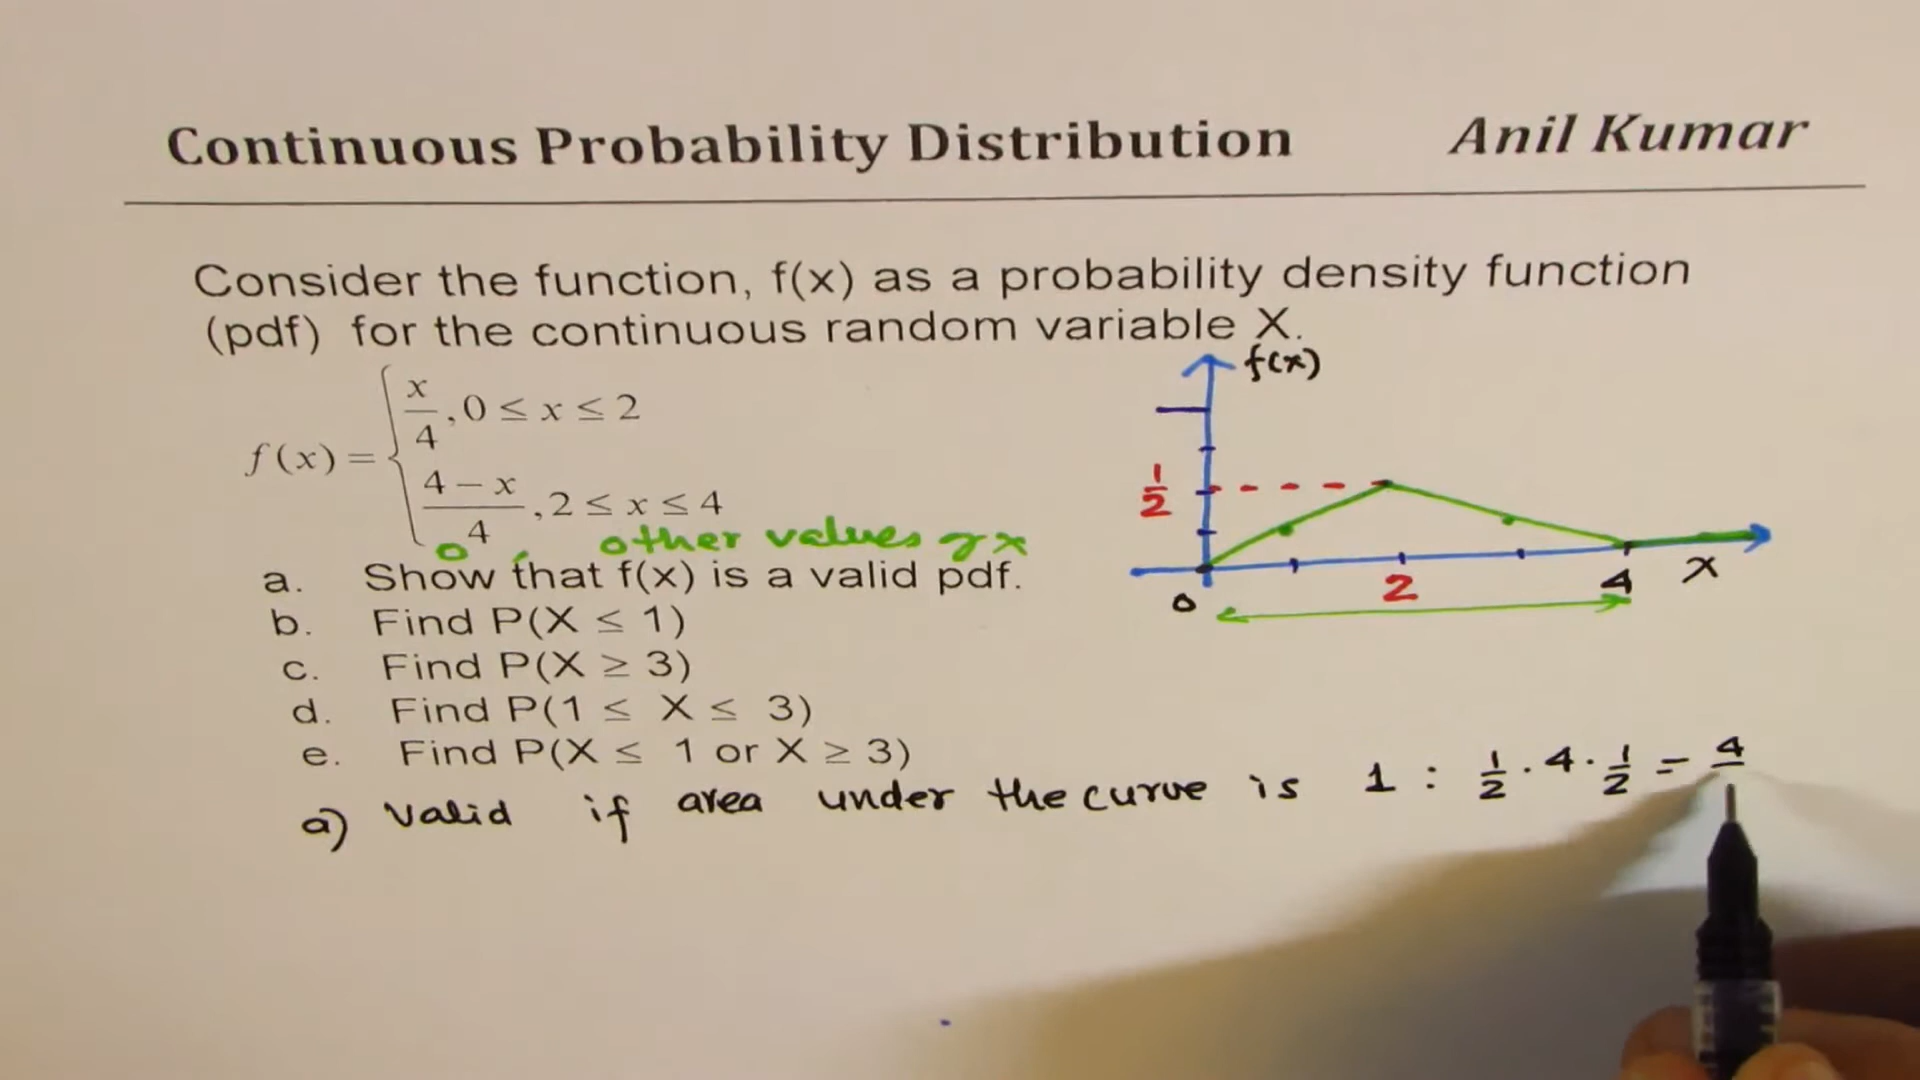 Continuous Probability Distribution Anil Kumar
Consider the function, f(x) as a probability density function
(pdf) for the continuous random variable X.
f(x) = { x/4 , 0 ≤ x ≤ 2
4 − x/4 , 2 ≤ x ≤ 4
0 , other values of x
f(x)
1/2
0 2 4 x
a. Show that f(x) is a valid pdf.
b. Find P(X ≤ 1)
c. Find P(X ≥ 3)
d. Find P(1 ≤ X ≤ 3)
e. Find P(X ≤ 1 or X ≥ 3)
a) Valid if area under the curve is 1 : 1/2 · 4 · 1/2 = 4/